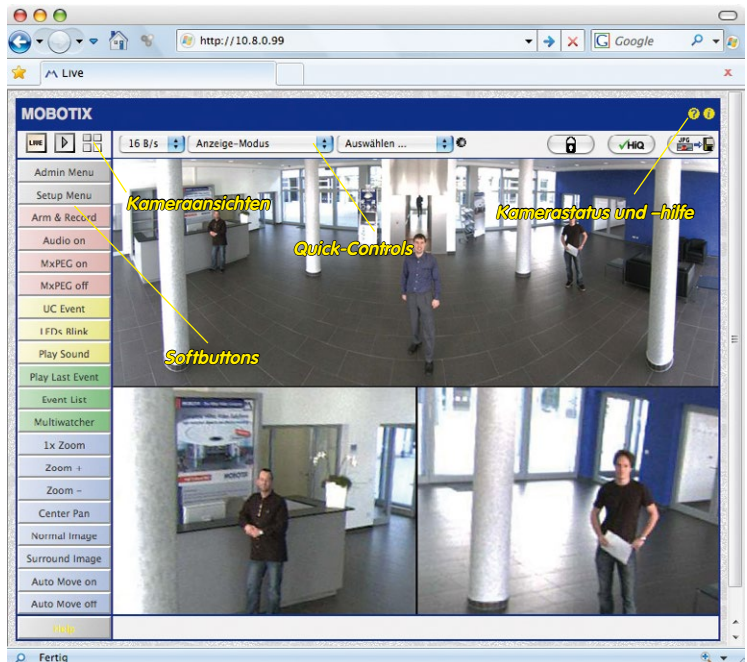 http://10.8.0.99
Google
Live
MOBOTIX
LIVE
16 B/s
Anzeige-Modus
Auswählen ...
HiQ
JPG
Admin Menu
Setup Menu
Arm & Record
Audio on
MxPEG on
MxPEG off
UC Event
LEDs Blink
Play Sound
Play Last Event
Event List
Multiwatcher
1x Zoom
Zoom +
Zoom –
Center Pan
Normal Image
Surround Image
Auto Move on
Auto Move off
Help
Kameraansichten
Quick-Controls
Kamerastatus und –hilfe
Softbuttons
MOBOTIX
Fertig